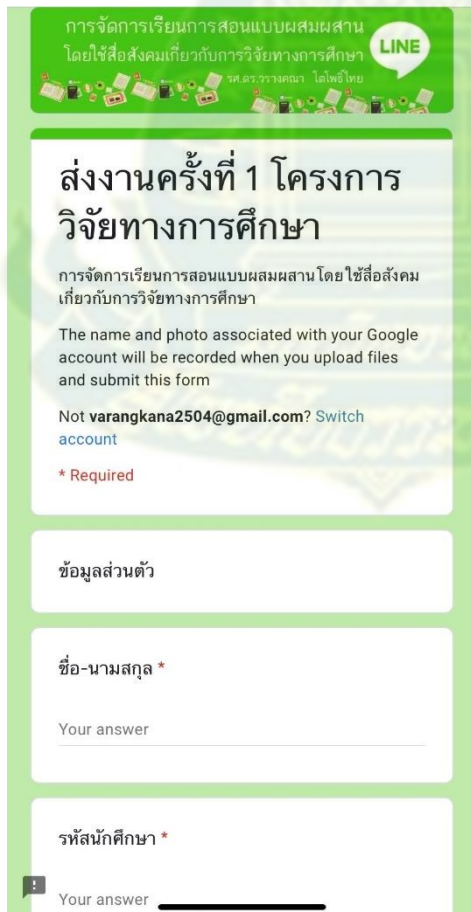 การจัดการเรียนการสอนแบบผสมผสาน
โดยใช้สื่อสังคมเกี่ยวกับการวิจัยทางการศึกษา
LINE
รศ.ดร.วรางคณา โตโพธิ์ไทย
ส่งงานครั้งที่ 1 โครงการ
วิจัยทางการศึกษา
การจัดการเรียนการสอนแบบผสมผสานโดยใช้สื่อสังคม
เกี่ยวกับการวิจัยทางการศึกษา
The name and photo associated with your Google
account will be recorded when you upload files
and submit this form
Not varangkana2504@gmail.com? Switch
account
* Required
ข้อมูลส่วนตัว
ชื่อ-นามสกุล *
Your answer
รหัสนักศึกษา *
Your answer